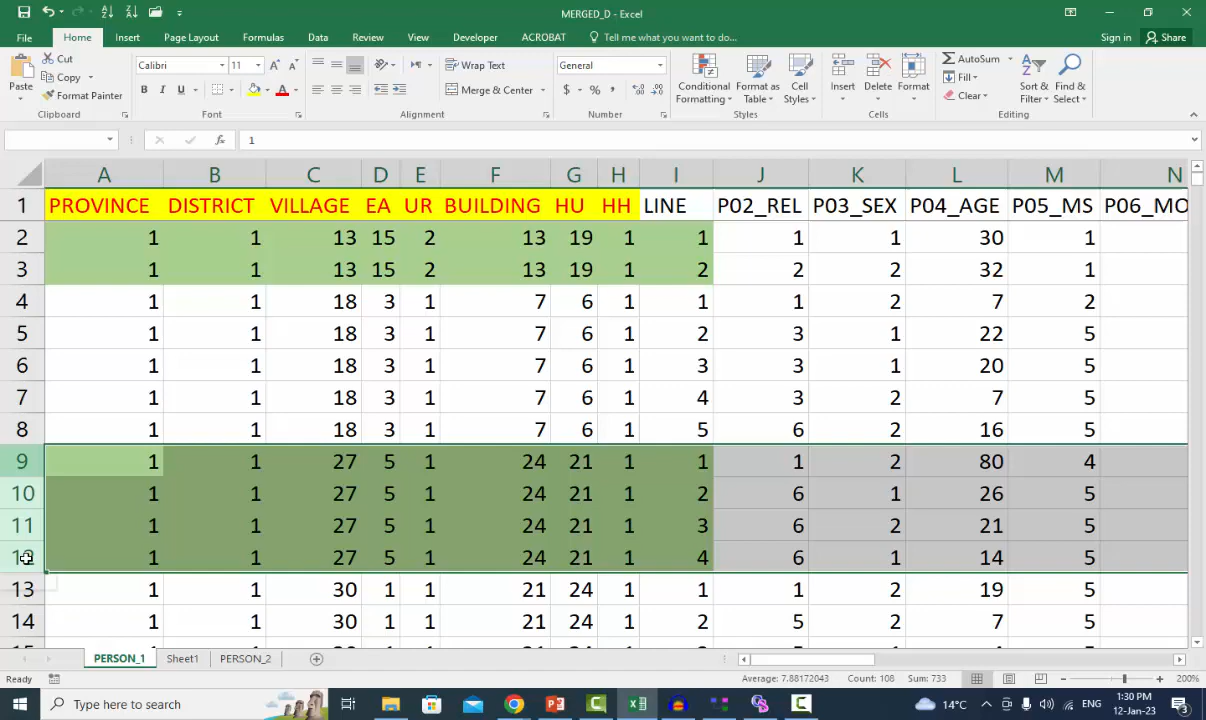 MERGED_D - Excel
File Home Insert Page Layout Formulas Data Review View Developer ACROBAT Tell me what you want to do... Sign in Share
Cut
Copy
Format Painter
Paste
Calibri 11
Wrap Text
Merge & Center
General
Conditional Formatting
Format as Table
Cell Styles
Insert Delete Format
AutoSum
Fill
Clear
Sort & Filter
Find & Select
Clipboard Font Alignment Number Styles Cells Editing
fx 1
A B C D E F G H I J K L M N
1 PROVINCE DISTRICT VILLAGE EA UR BUILDING HU HH LINE P02_REL P03_SEX P04_AGE P05_MS P06_MO
2 1 1 13 15 2 13 19 1 1 1 1 30 1
3 1 1 13 15 2 13 19 1 2 2 2 32 1
4 1 1 18 3 1 7 6 1 1 1 2 7 2
5 1 1 18 3 1 7 6 1 2 3 1 22 5
6 1 1 18 3 1 7 6 1 3 3 1 20 5
7 1 1 18 3 1 7 6 1 4 3 2 7 5
8 1 1 18 3 1 7 6 1 5 6 2 16 5
9 1 1 27 5 1 24 21 1 1 1 2 80 4
10 1 1 27 5 1 24 21 1 2 6 1 26 5
11 1 1 27 5 1 24 21 1 3 6 2 21 5
1 1 27 5 1 24 21 1 4 6 1 14 5
13 1 1 30 1 1 21 24 1 1 1 2 19 5
14 1 1 30 1 1 21 24 1 2 5 2 7 5
PERSON_1 Sheet1 PERSON_2
Ready Average: 7.88172043 Count: 108 Sum: 733 200%
Type here to search 14°C ENG 1:30 PM
12-Jan-23 3